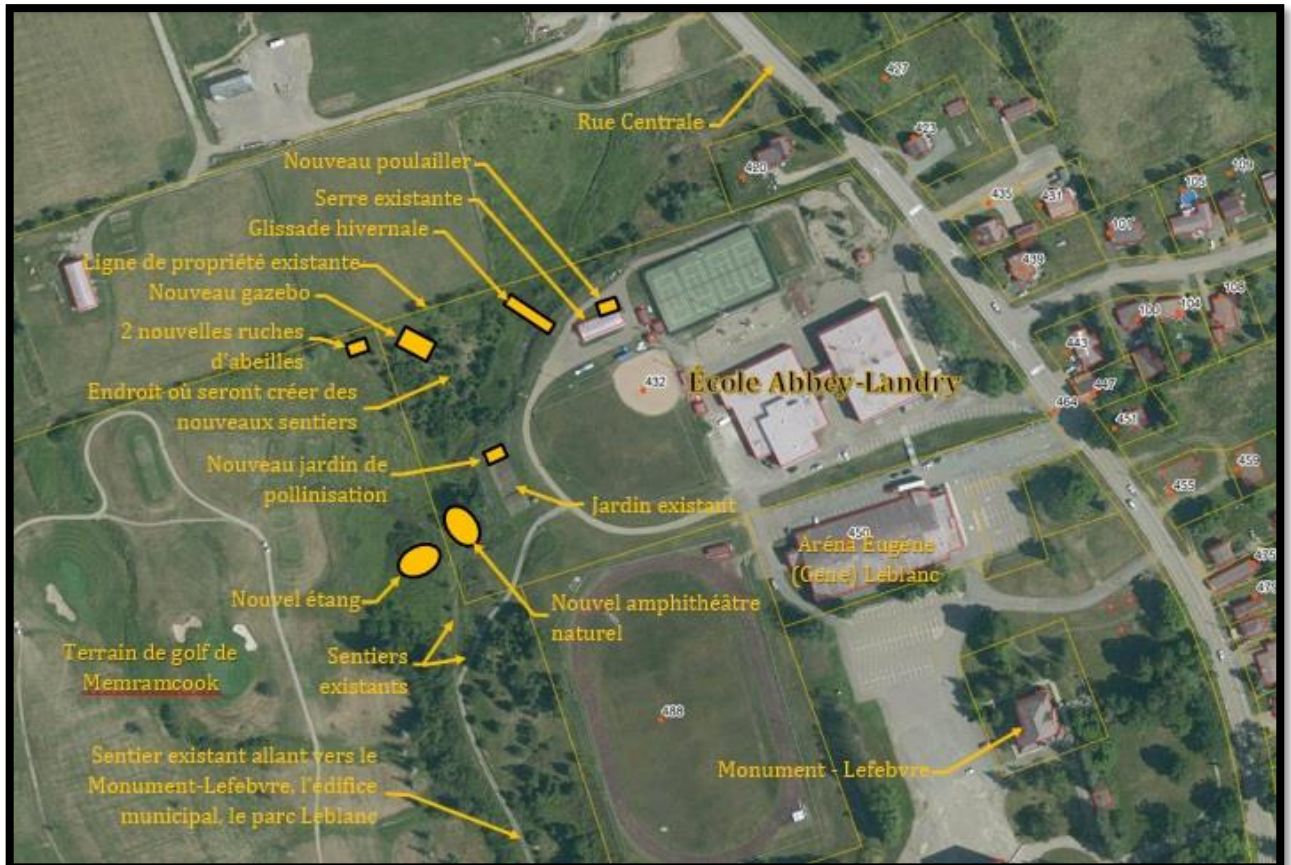 Rue Centrale
Nouveau poulailler
Serre existante
Glissade hivernale
Ligne de propriété existante
Nouveau gazebo
2 nouvelles ruches
d'abeilles
Endroit où seront créer des
nouveaux sentiers
Nouveau jardin de
pollinisation
Jardin existant
École Abbey-Landry
Aréna Eugène
(Gène) Leblanc
Nouvel étang
Nouvel amphithéâtre
naturel
Terrain de golf de
Memramcook
Sentiers
existants
Sentier existant allant vers le
Monument-Lefebvre, l'édifice
municipal, le parc Leblanc
Monument - Lefebvre
427
423
420
435
431
439
109
105
101
108
104
100
443
447
464
451
432
459
455
450
475
488